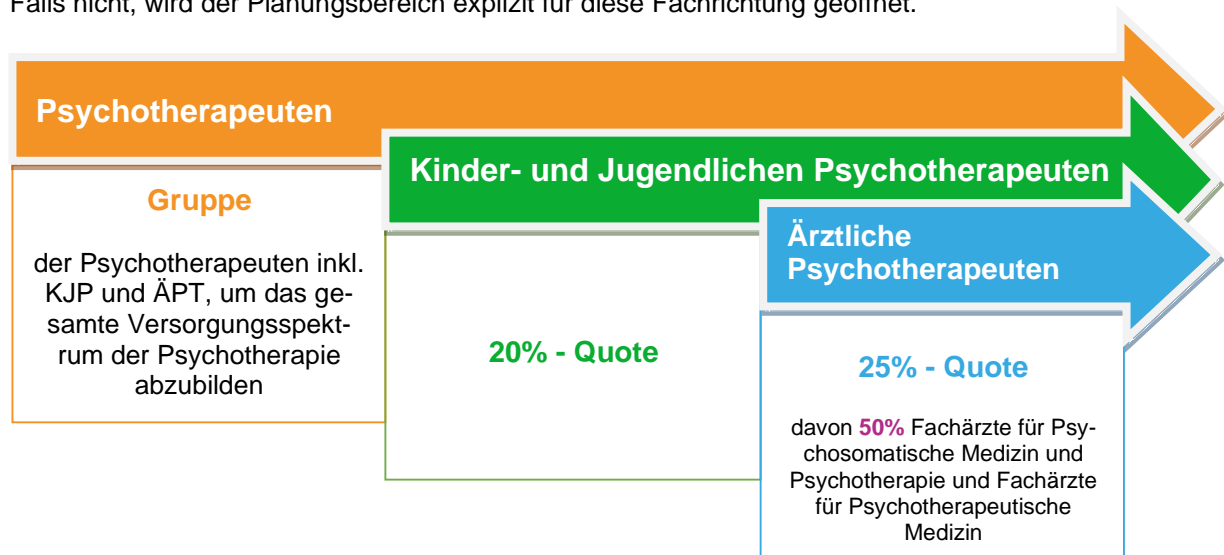 Falls nicht, wird der Planungsbereich explizit für diese Fachrichtung geöffnet.
Psychotherapeuten
Gruppe
der Psychotherapeuten inkl.
KJP und ÄPT, um das ge-
samte Versorgungsspekt-
rum der Psychotherapie
abzubilden
Kinder- und Jugendlichen Psychotherapeuten
20% - Quote
Ärztliche
Psychotherapeuten
25% - Quote
davon 50% Fachärzte für Psy-
chosomatische Medizin und
Psychotherapie und Fachärzte
für Psychotherapeutische
Medizin